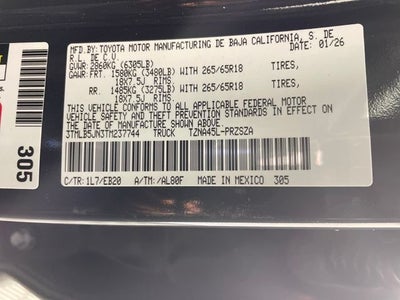 MFD.BY:TOYOTA MOTOR MANUFACTURING DE BAJA CALIFORNIA, S. DE
R.L. DE C.V. DATE: 01/26
GVWR: 2860KG (6305LB)
GAWR:FRT. 1580KG (3480LB)WITH 265/65R18 TIRES,
18X7.5J RIMS
RR. 1485KG (3275LB)WITH 265/65R18 TIRES,
18X7.5J RIMS
THIS VEHICLE CONFORMS TO ALL APPLICABLE FEDERAL MOTOR
VEHICLE SAFETY AND THEFT PREVENTION STANDARDS IN EFFECT ON
THE DATE OF MANUFACTURE SHOWN ABOVE.
3TMLB5JN3TM237744 TRUCK TZNA45L-PRZSZA
C/TR:1L7/EB20 A/TM:/AL80F MADE IN MEXICO 305
305